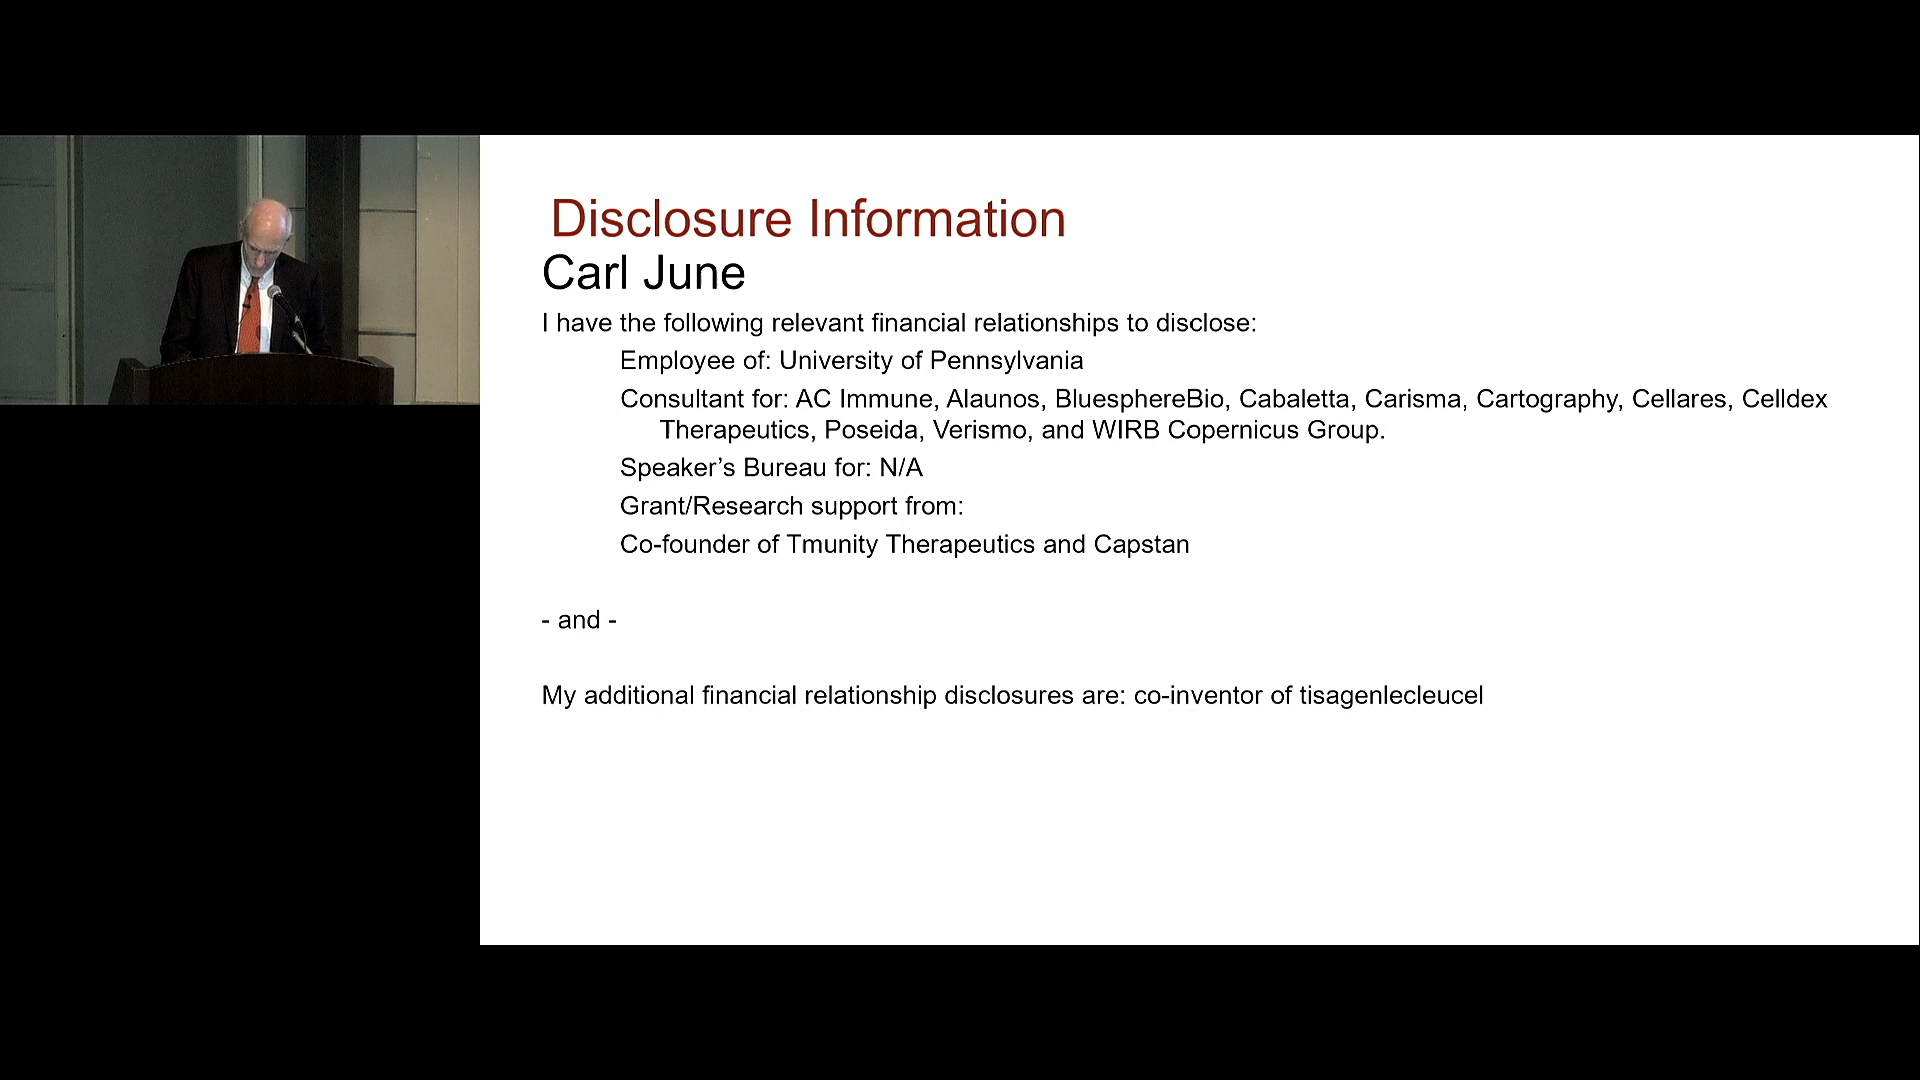 Disclosure Information
Carl June
I have the following relevant financial relationships to disclose:
Employee of: University of Pennsylvania
Consultant for: AC Immune, Alaunos, BluesphereBio, Cabaletta, Carisma, Cartography, Cellares, Celldex
Therapeutics, Poseida, Verismo, and WIRB Copernicus Group.
Speaker’s Bureau for: N/A
Grant/Research support from:
Co-founder of Tmunity Therapeutics and Capstan
- and -
My additional financial relationship disclosures are: co-inventor of tisagenlecleucel